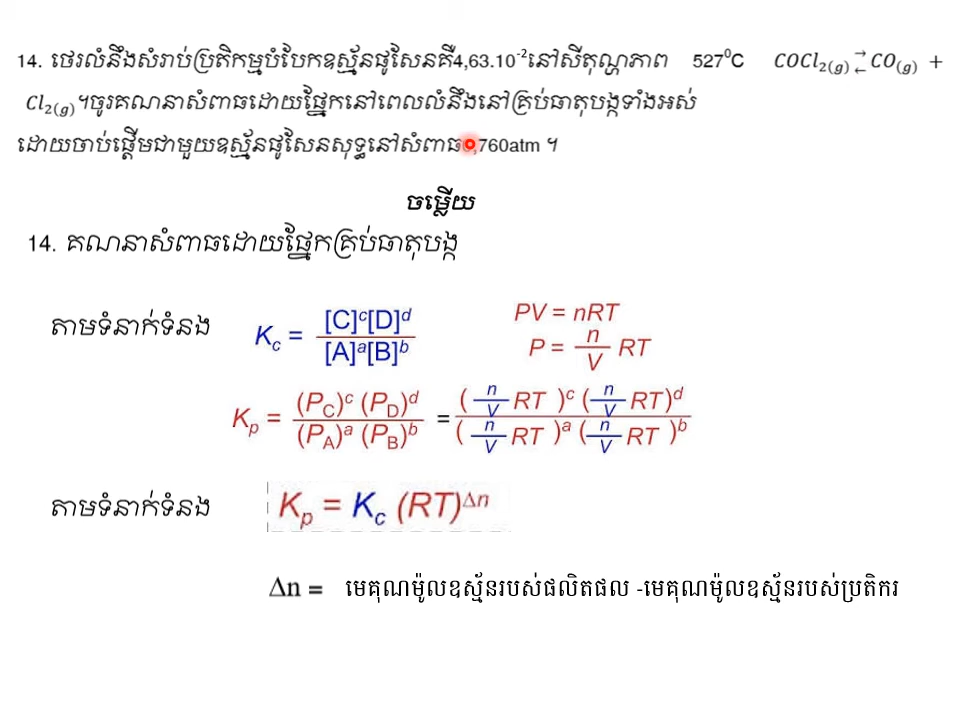 14. ថេរលំនឹងសំរាប់ប្រតិកម្មបំបែកឧស្ម័នផូសែនគឺ4,63.10⁻²នៅសីតុណ្ហភាព 527⁰C COCl₂(g) ⇄ CO(g) +
Cl₂(g)។ចូរគណនាសំពាធដោយផ្នែកនៅពេលលំនឹងនៅគ្រប់ធាតុបង្កទាំងអស់
ដោយចាប់ផ្តើមជាមួយឧស្ម័នផូសែនសុទ្ធនៅសំពាធ0,760atm ។
ចម្លើយ
14. គណនាសំពាធដោយផ្នែកគ្រប់ធាតុបង្ក
តាមទំនាក់ទំនង K_c = [C]^c[D]^d / [A]^a[B]^b PV = nRT
P = n/V RT
K_p = (P_C)^c (P_D)^d / (P_A)^a (P_B)^b = (n/V RT)^c (n/V RT)^d / (n/V RT)^a (n/V RT)^b
តាមទំនាក់ទំនង K_p = K_c (RT)^Δn
Δn = មេគុណម៉ូលឧស្ម័នរបស់ផលិតផល -មេគុណម៉ូលឧស្ម័នរបស់ប្រតិករ